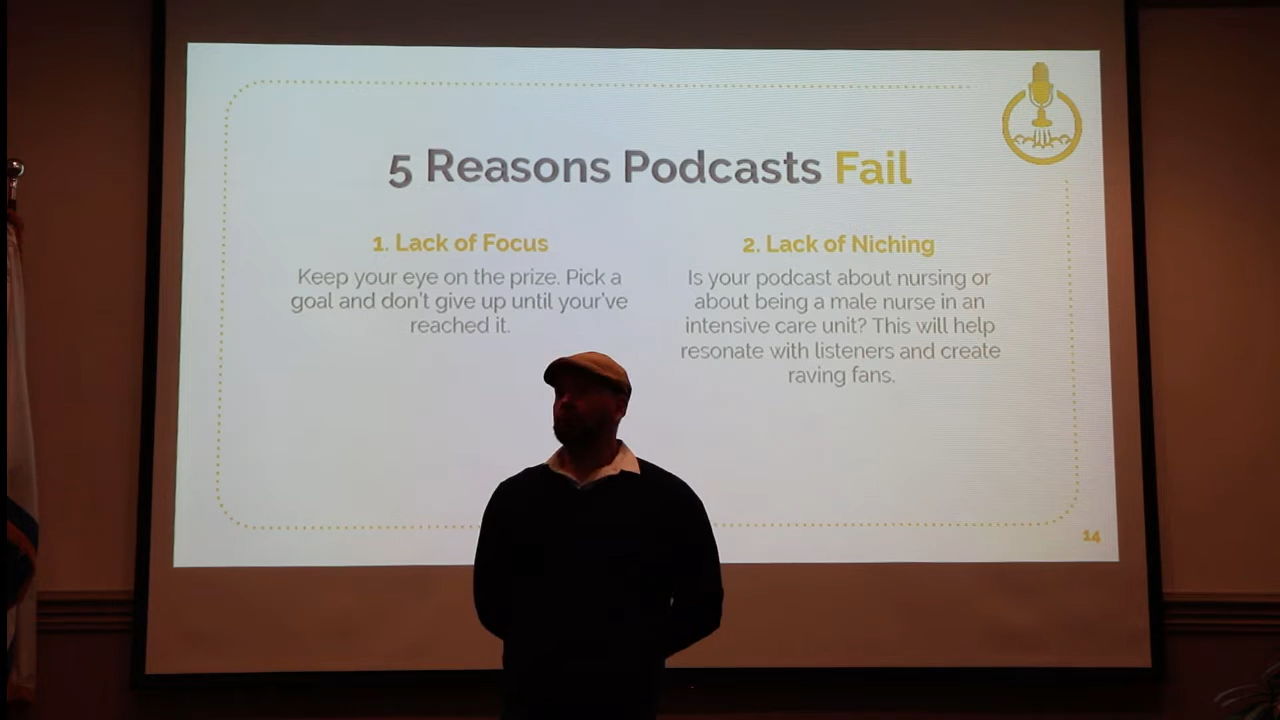 5 Reasons Podcasts Fail
1. Lack of Focus
Keep your eye on the prize. Pick a
goal and don't give up until your've
reached it.
2. Lack of Niching
Is your podcast about nursing or
about being a male nurse in an
intensive care unit? This will help
resonate with listeners and create
raving fans.
14